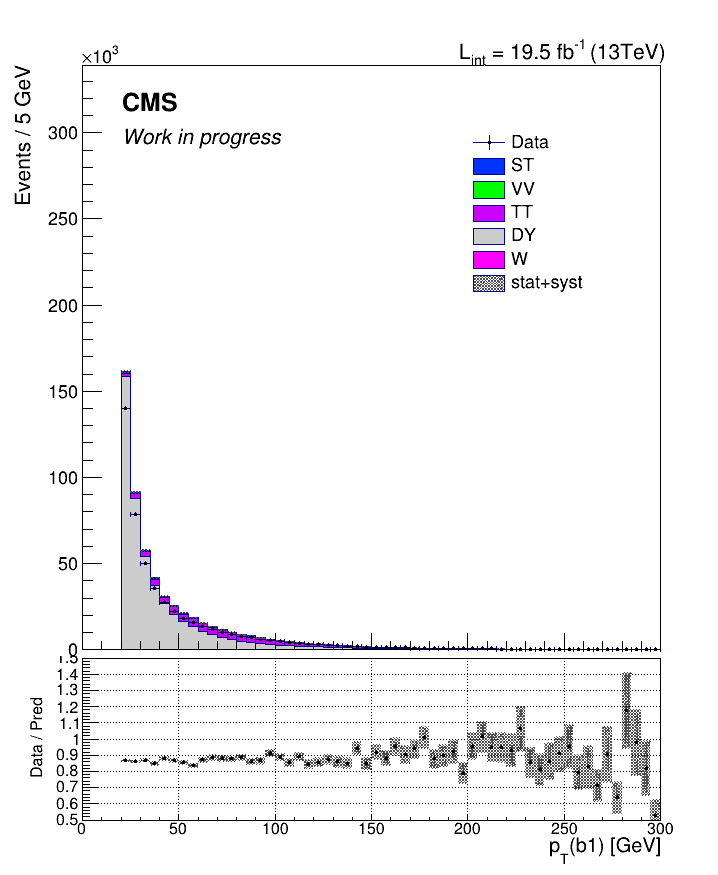 ×10³
L_int = 19.5 fb⁻¹ (13TeV)
Events / 5 GeV
CMS
Work in progress
Data
ST
VV
TT
DY
W
stat+syst
300
250
200
150
100
50
0
1.5
1.4
1.3
1.2
1.1
1
0.9
0.8
0.7
0.6
0.5
Data / Pred
0 50 100 150 200 250 300
p_T(b1) [GeV]